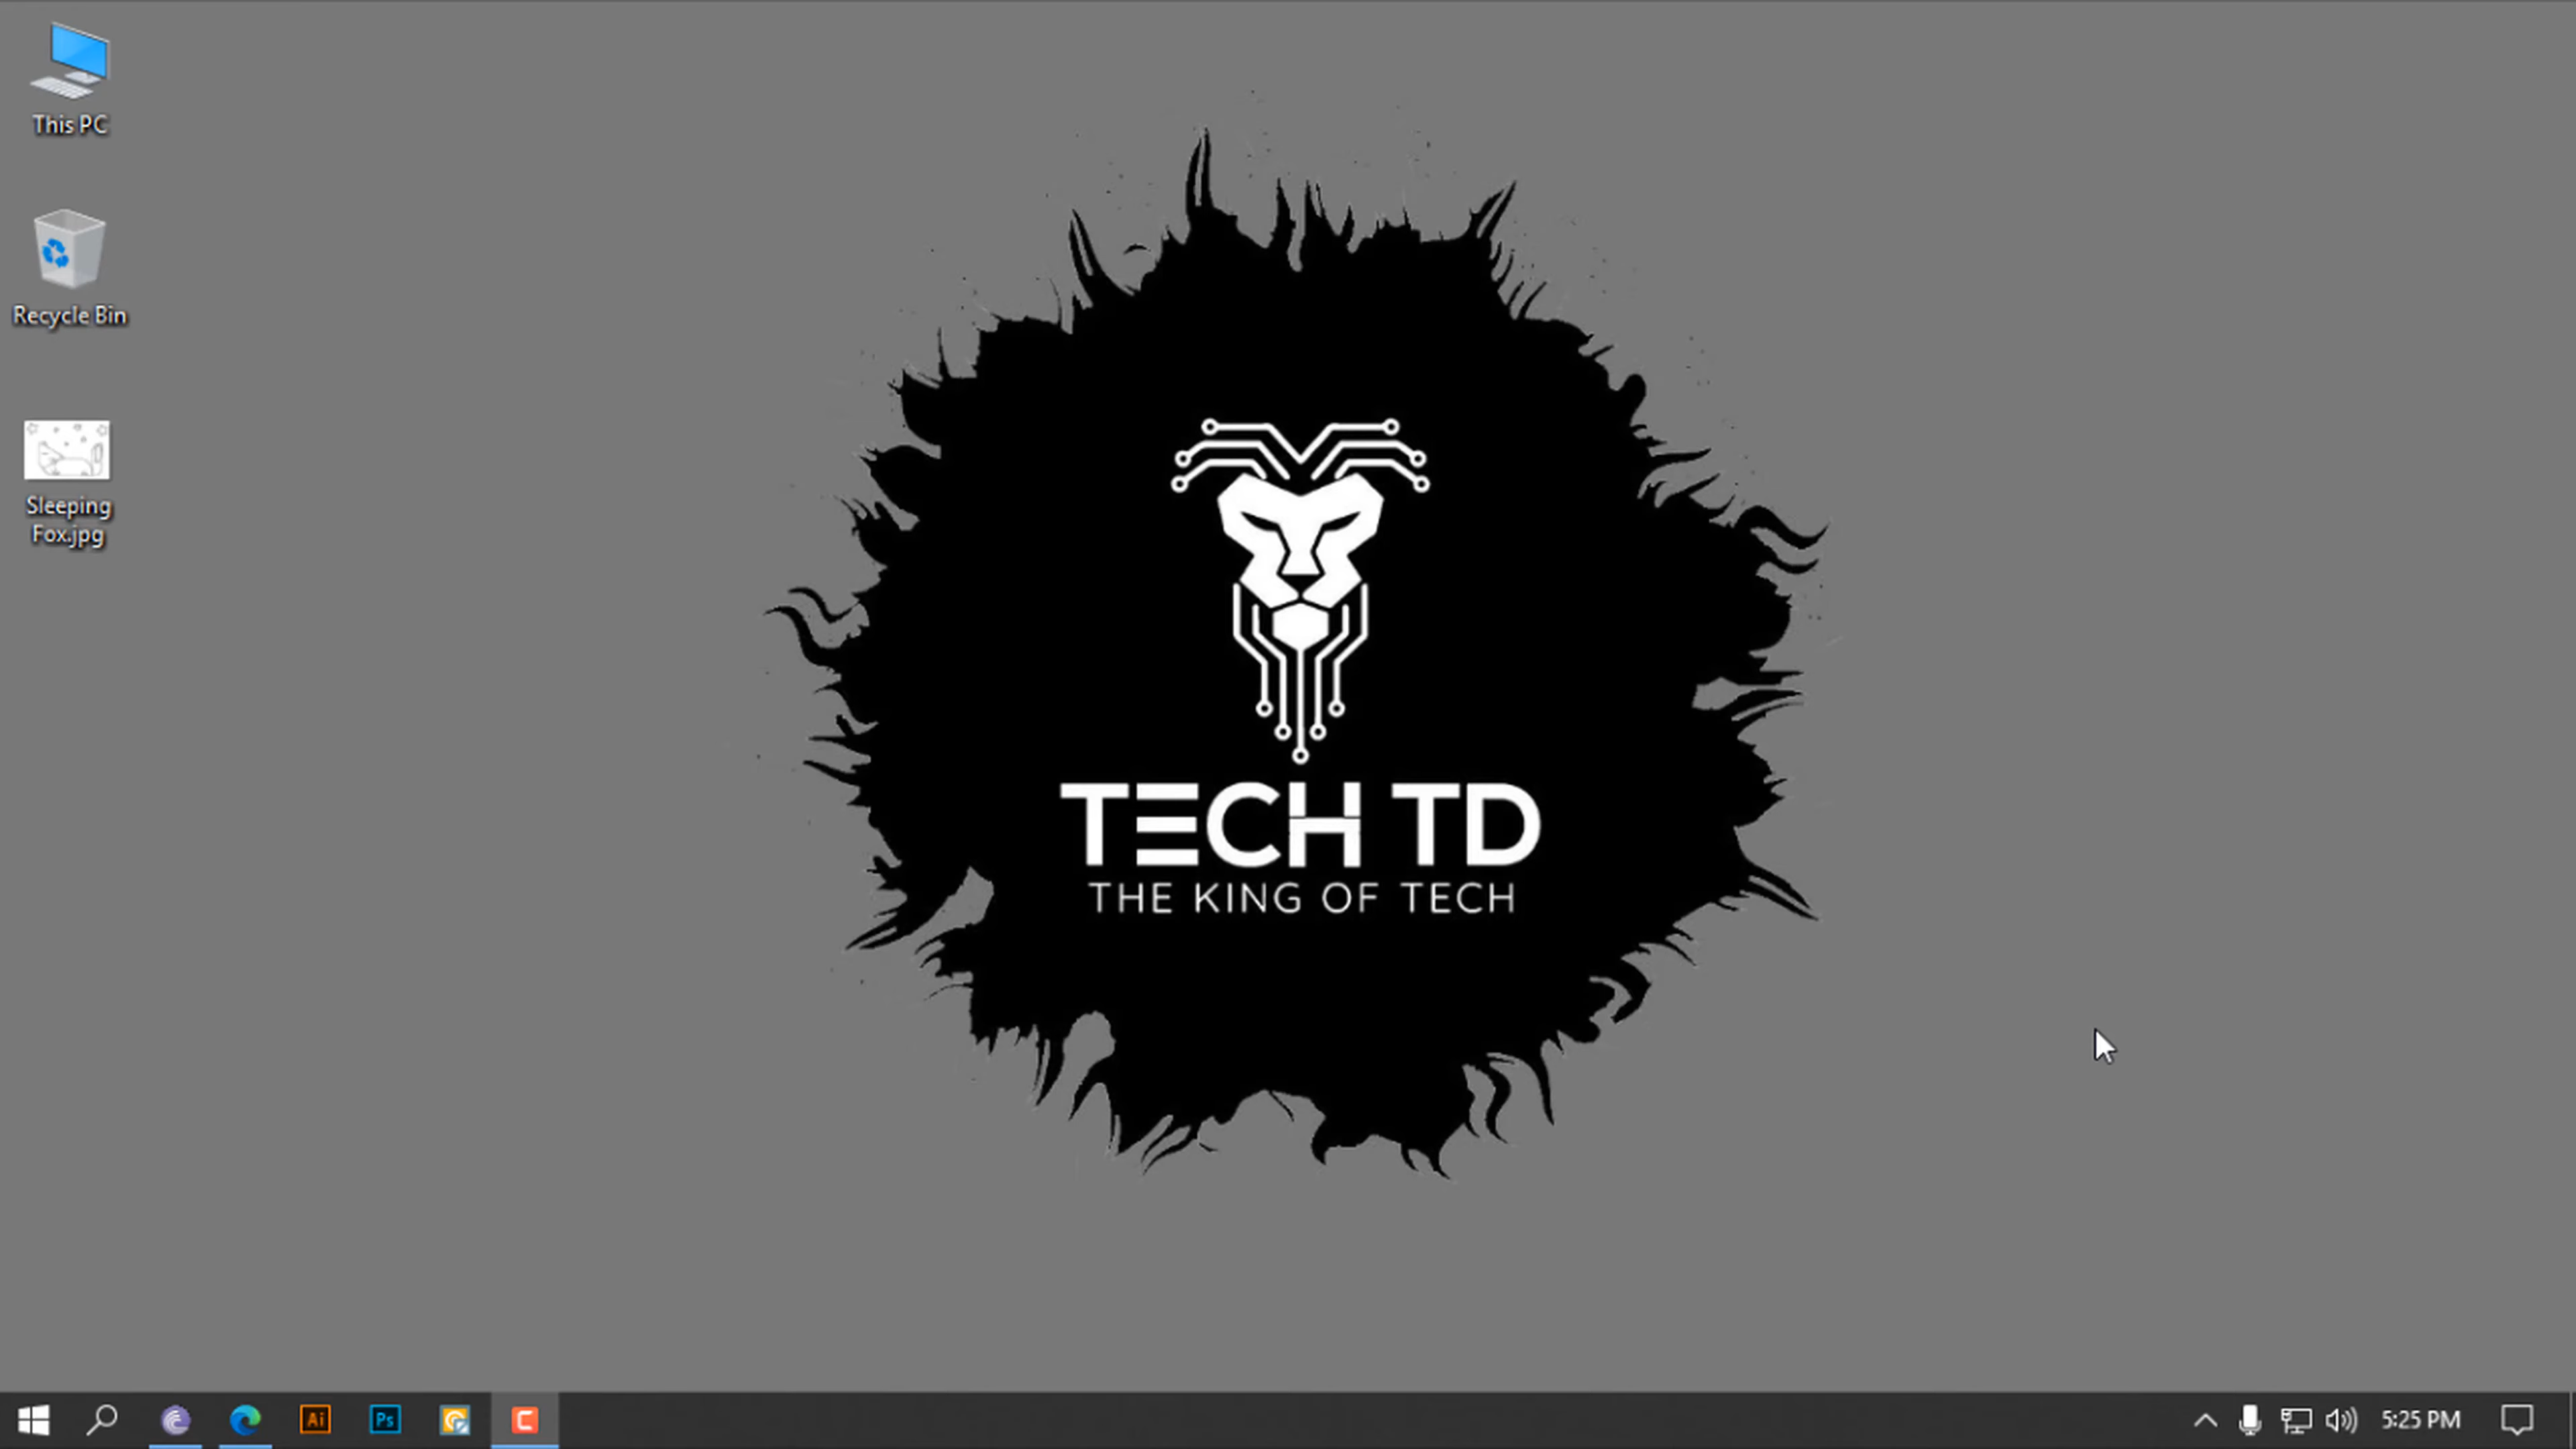 This PC
Recycle Bin
Sleeping
Fox.jpg
TECH TD
THE KING OF TECH
Ai
Ps
5:25 PM